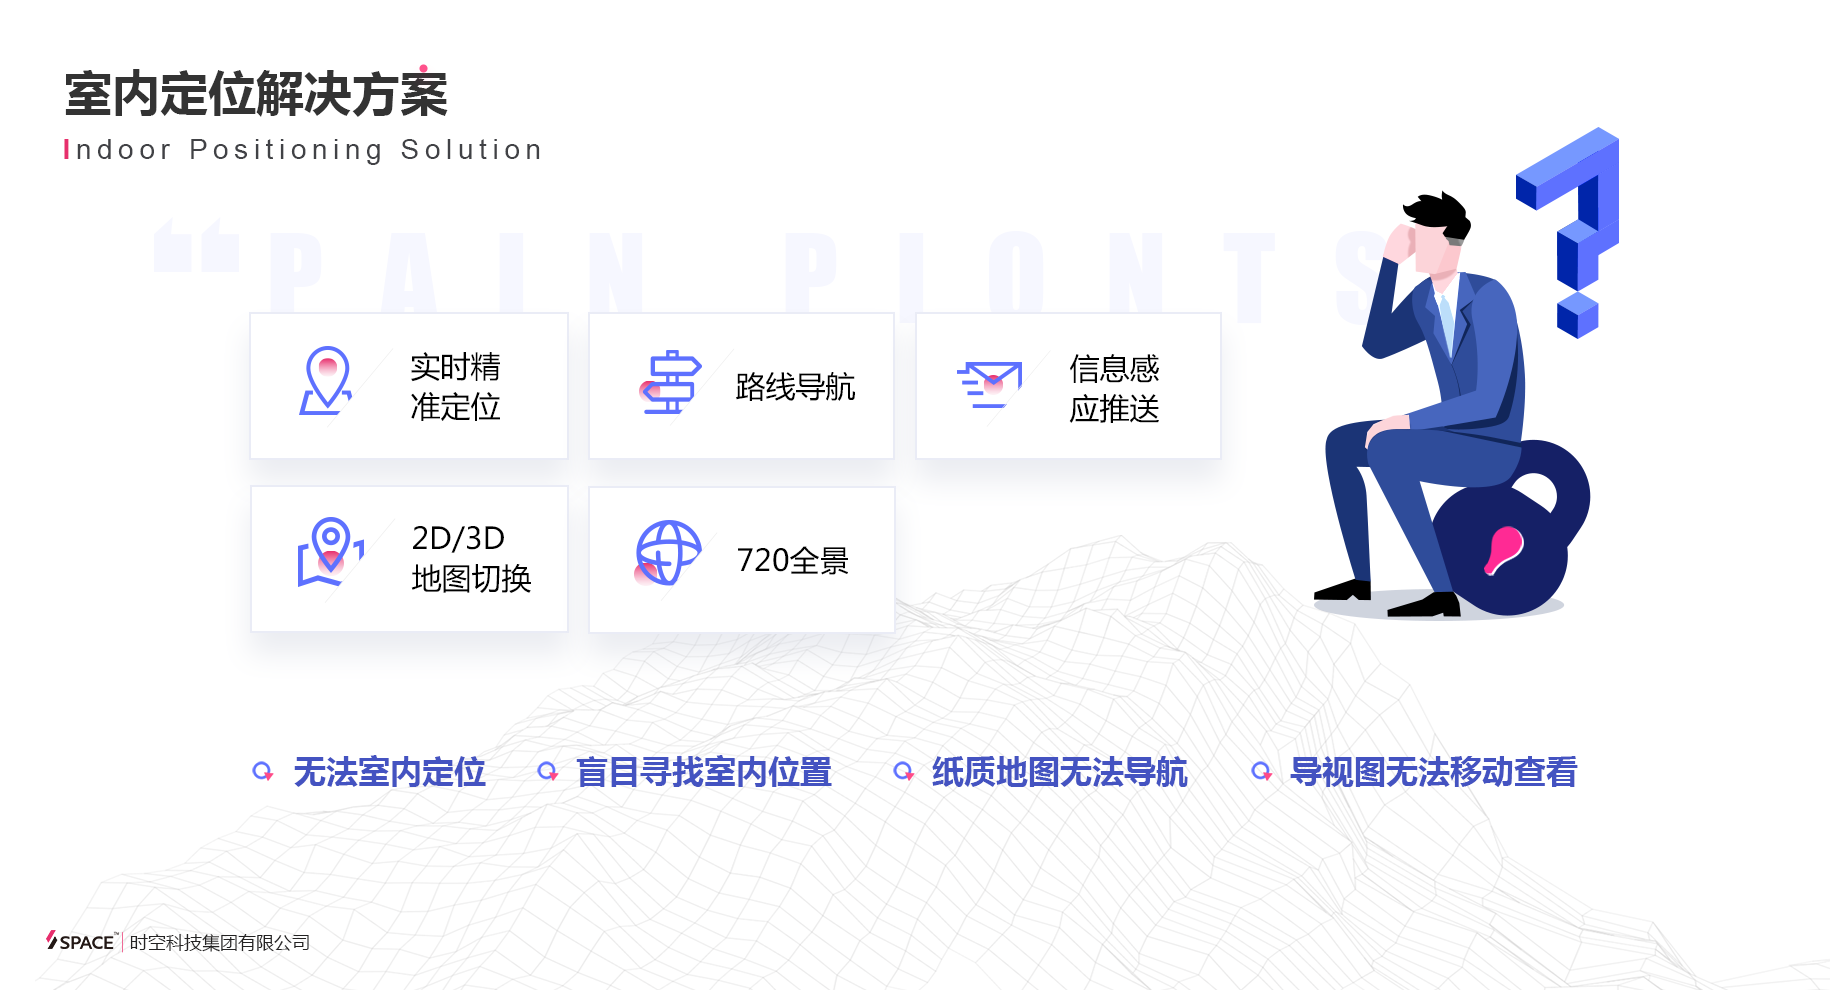 室内定位解决方案
Indoor Positioning Solution
“PAIN PIONTS
实时精
准定位
路线导航
信息感
应推送
2D/3D
地图切换
720全景
无法室内定位
盲目寻找室内位置
纸质地图无法导航
导视图无法移动查看
SPACE™ 时空科技集团有限公司